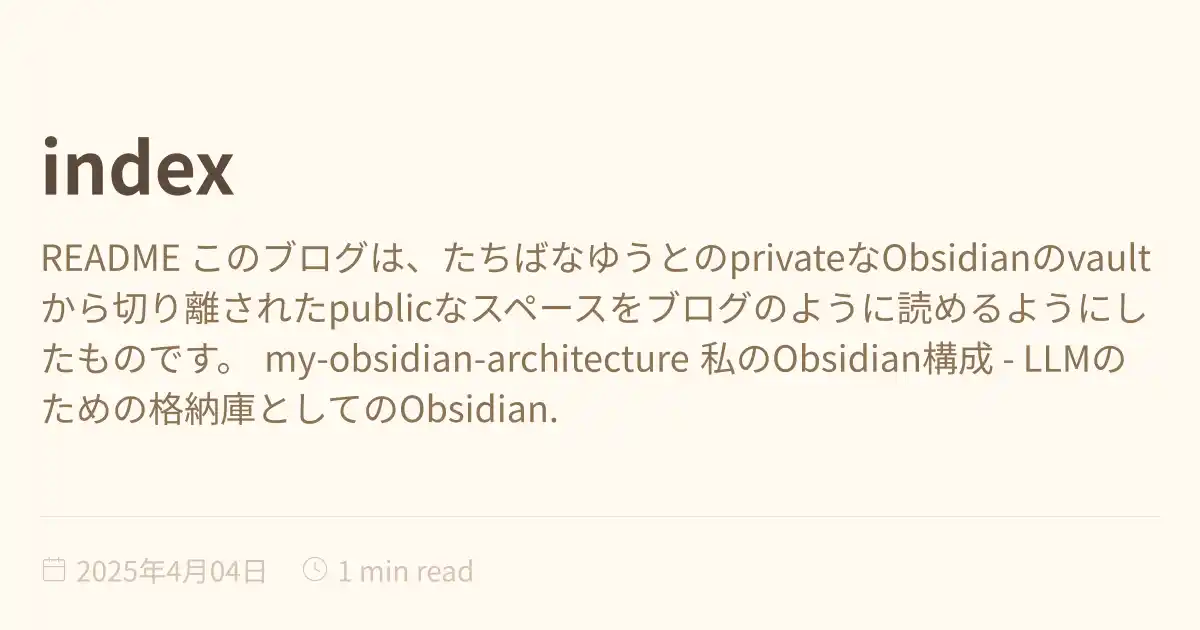 index
README このブログは、たちばなゆうとのprivateなObsidianのvault
から切り離されたpublicなスペースをブログのように読めるようにし
たものです。 my-obsidian-architecture 私のObsidian構成 - LLMの
ための格納庫としてのObsidian.
2025年4月04日 1 min read